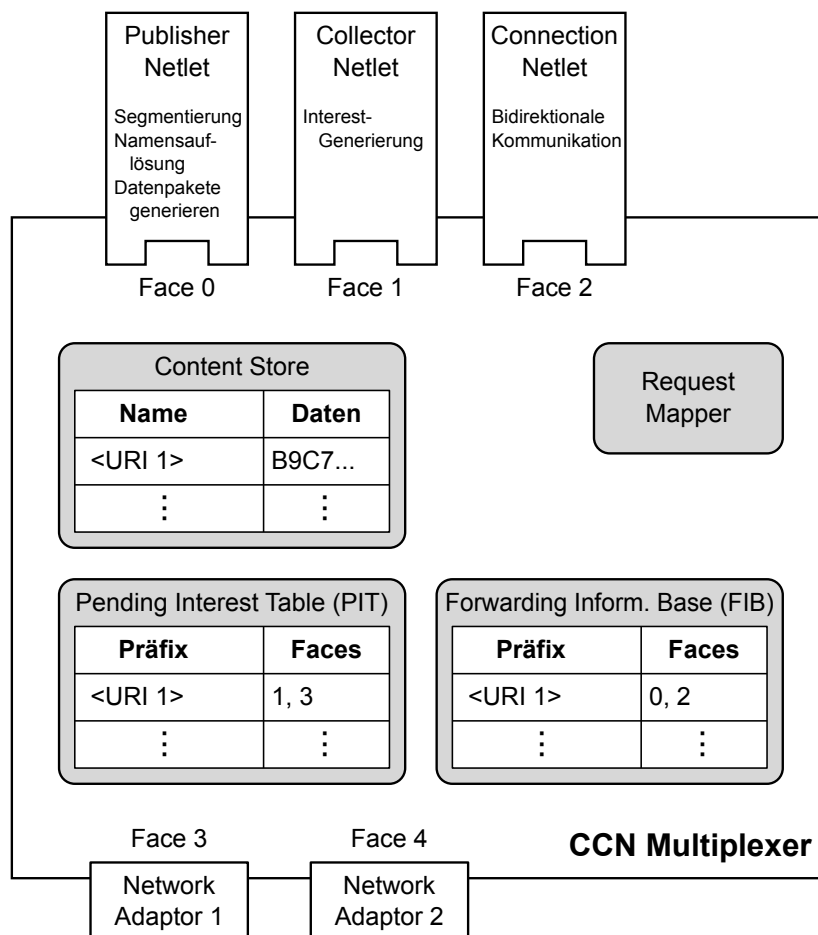 Publisher
Netlet
Segmentierung
Namensauf-
lösung
Datenpakete
generieren
Face 0
Collector
Netlet
Interest-
Generierung
Face 1
Connection
Netlet
Bidirektionale
Kommunikation
Face 2
Content Store
Name Daten
<URI 1> B9C7...
⋮ ⋮
Request
Mapper
Pending Interest Table (PIT)
Präfix Faces
<URI 1> 1, 3
⋮ ⋮
Forwarding Inform. Base (FIB)
Präfix Faces
<URI 1> 0, 2
⋮ ⋮
Face 3
Network
Adaptor 1
Face 4
Network
Adaptor 2
CCN Multiplexer